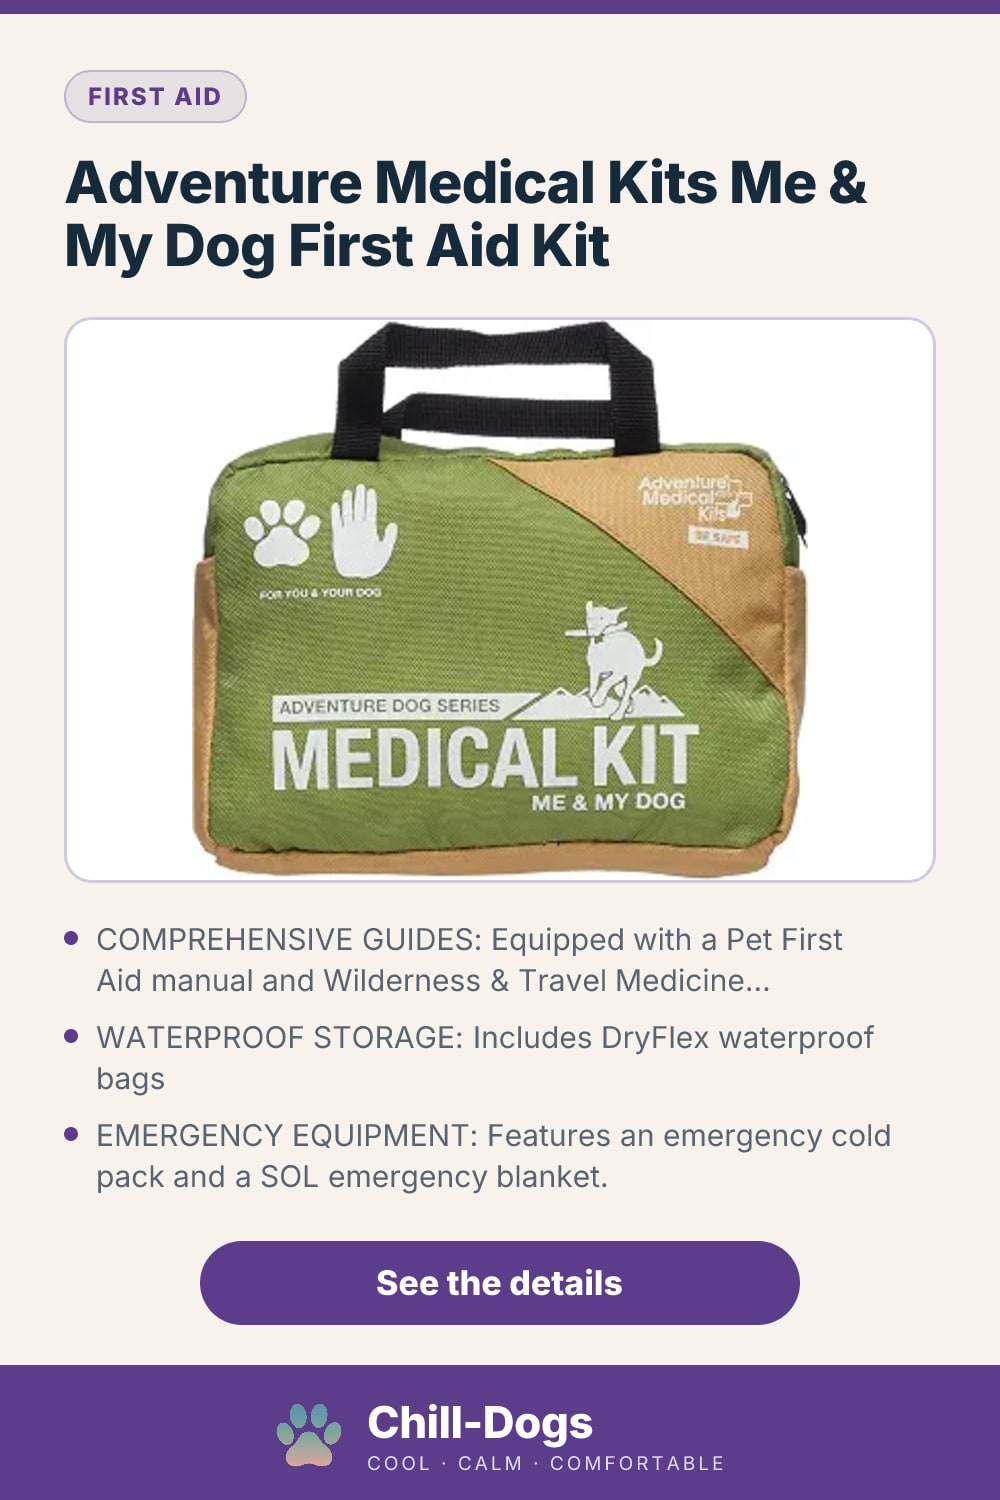 FIRST AID
Adventure Medical Kits Me &
My Dog First Aid Kit
Adventure
Medical
Kits
BE SAFE
FOR YOU & YOUR DOG
ADVENTURE DOG SERIES
MEDICAL KIT
ME & MY DOG
COMPREHENSIVE GUIDES: Equipped with a Pet First
Aid manual and Wilderness & Travel Medicine...
WATERPROOF STORAGE: Includes DryFlex waterproof
bags
EMERGENCY EQUIPMENT: Features an emergency cold
pack and a SOL emergency blanket.
See the details
Chill-Dogs
COOL · CALM · COMFORTABLE